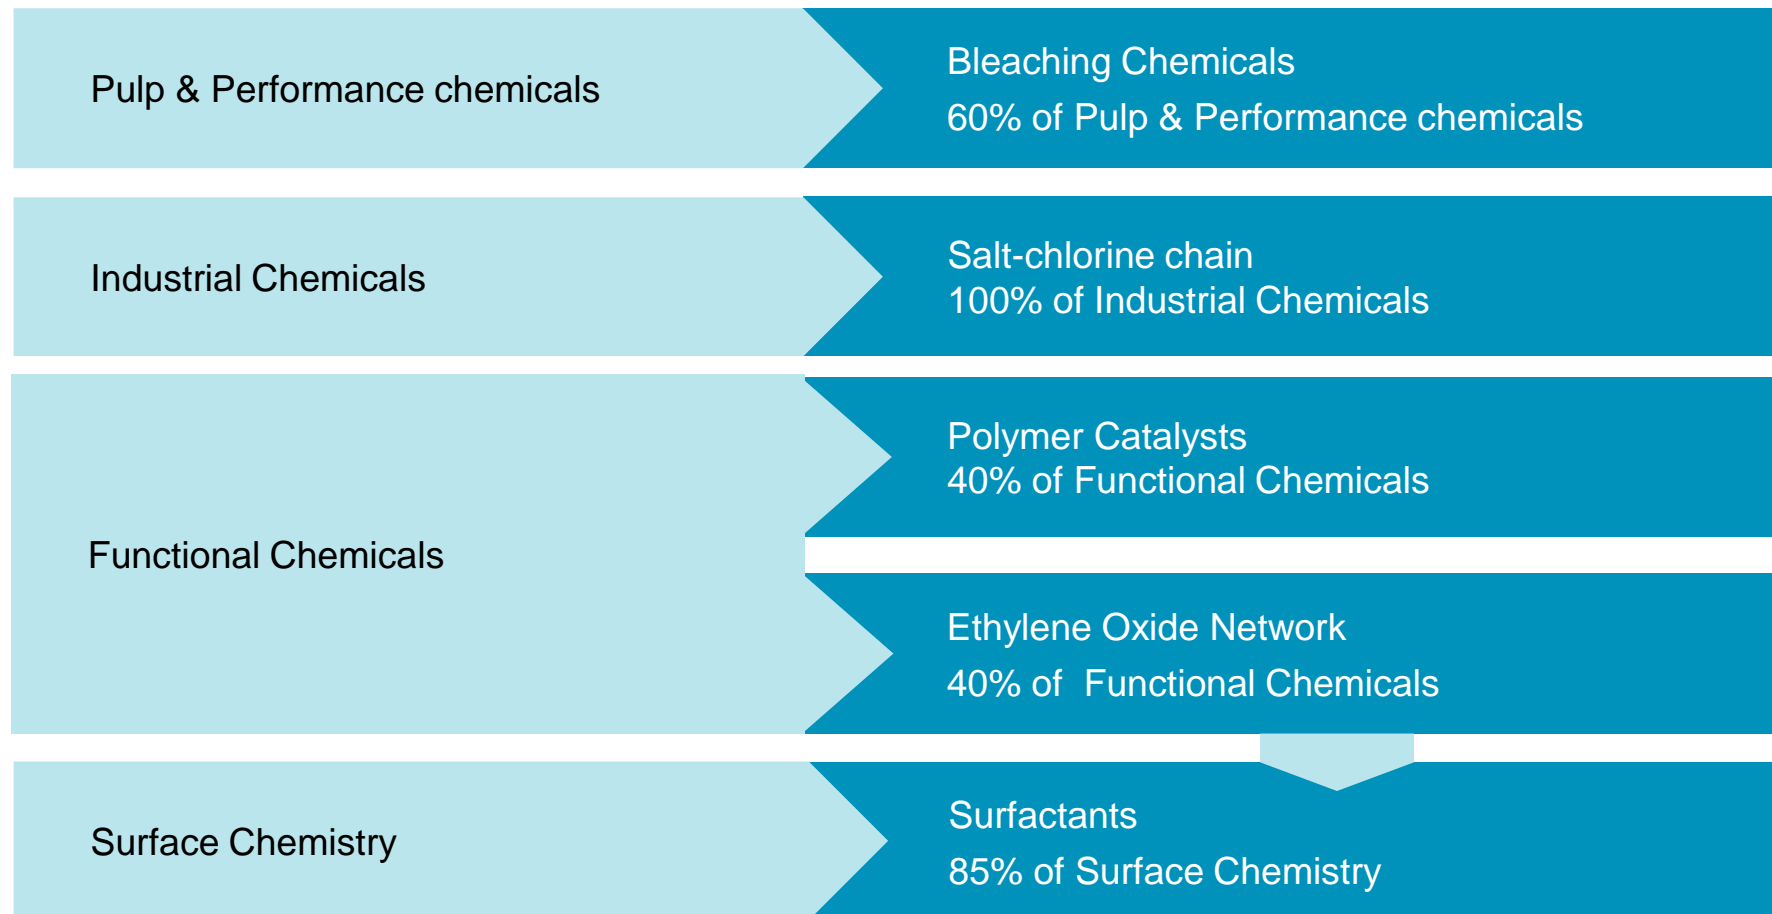 Pulp & Performance chemicals
Bleaching Chemicals
60% of Pulp & Performance chemicals
Industrial Chemicals
Salt-chlorine chain
100% of Industrial Chemicals
Functional Chemicals
Polymer Catalysts
40% of Functional Chemicals
Ethylene Oxide Network
40% of  Functional Chemicals
Surface Chemistry
Surfactants
85% of Surface Chemistry